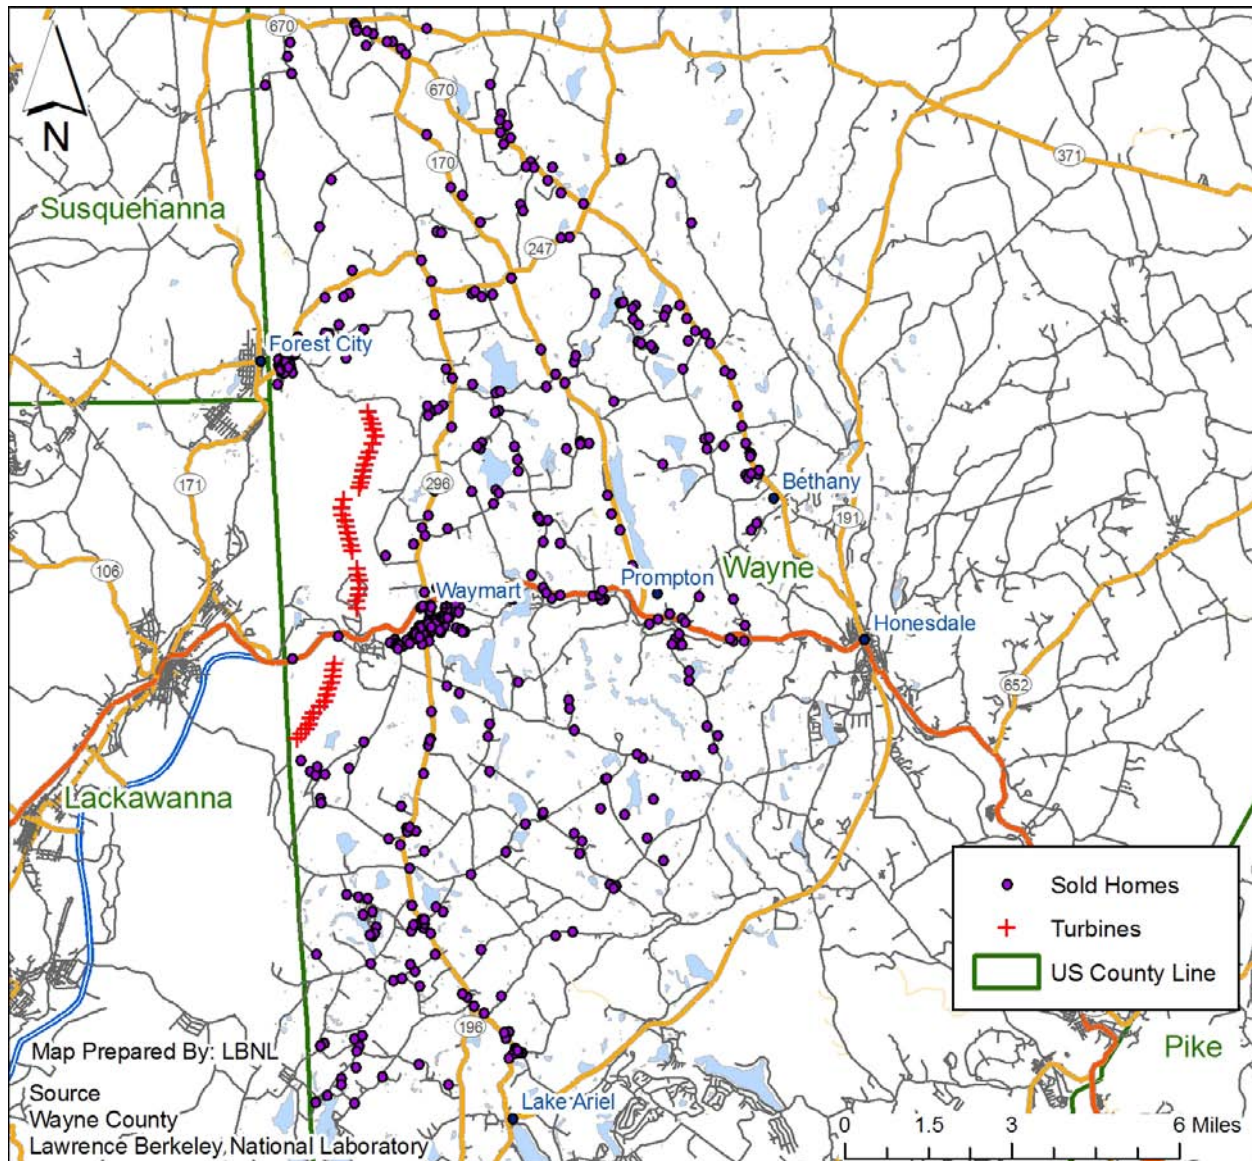 670
670
N
371
170
Susquehanna
247
Forest City
171
296
Bethany
191
106
Prompton
Wayne
Waymart
Honesdale
652
Lackawanna
Sold Homes
Turbines
US County Line
196
Map Prepared By: LBNL
Pike
Source
Wayne County
Lake Ariel
Lawrence Berkeley National Laboratory
0 1.5 3 6 Miles